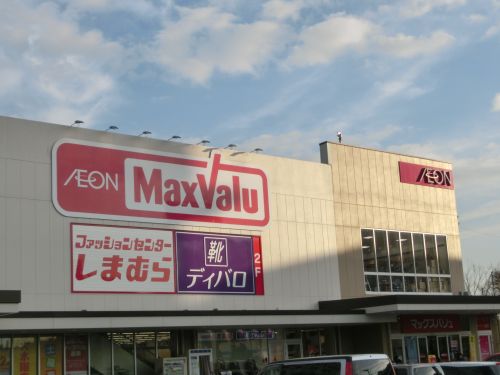 AEON MaxValu
AEON
ファッションセンター
しまむら
靴
ディバロ
2F
マックスバリュ